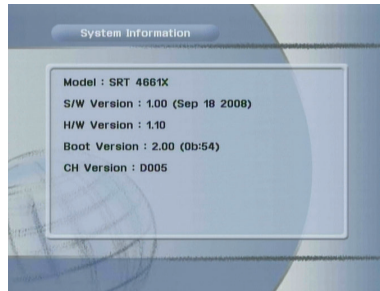 System Information
Model : SRT 4661X
S/W Version : 1.00 (Sep 18 2008)
H/W Version : 1.10
Boot Version : 2.00 (0b:54)
CH Version : D005